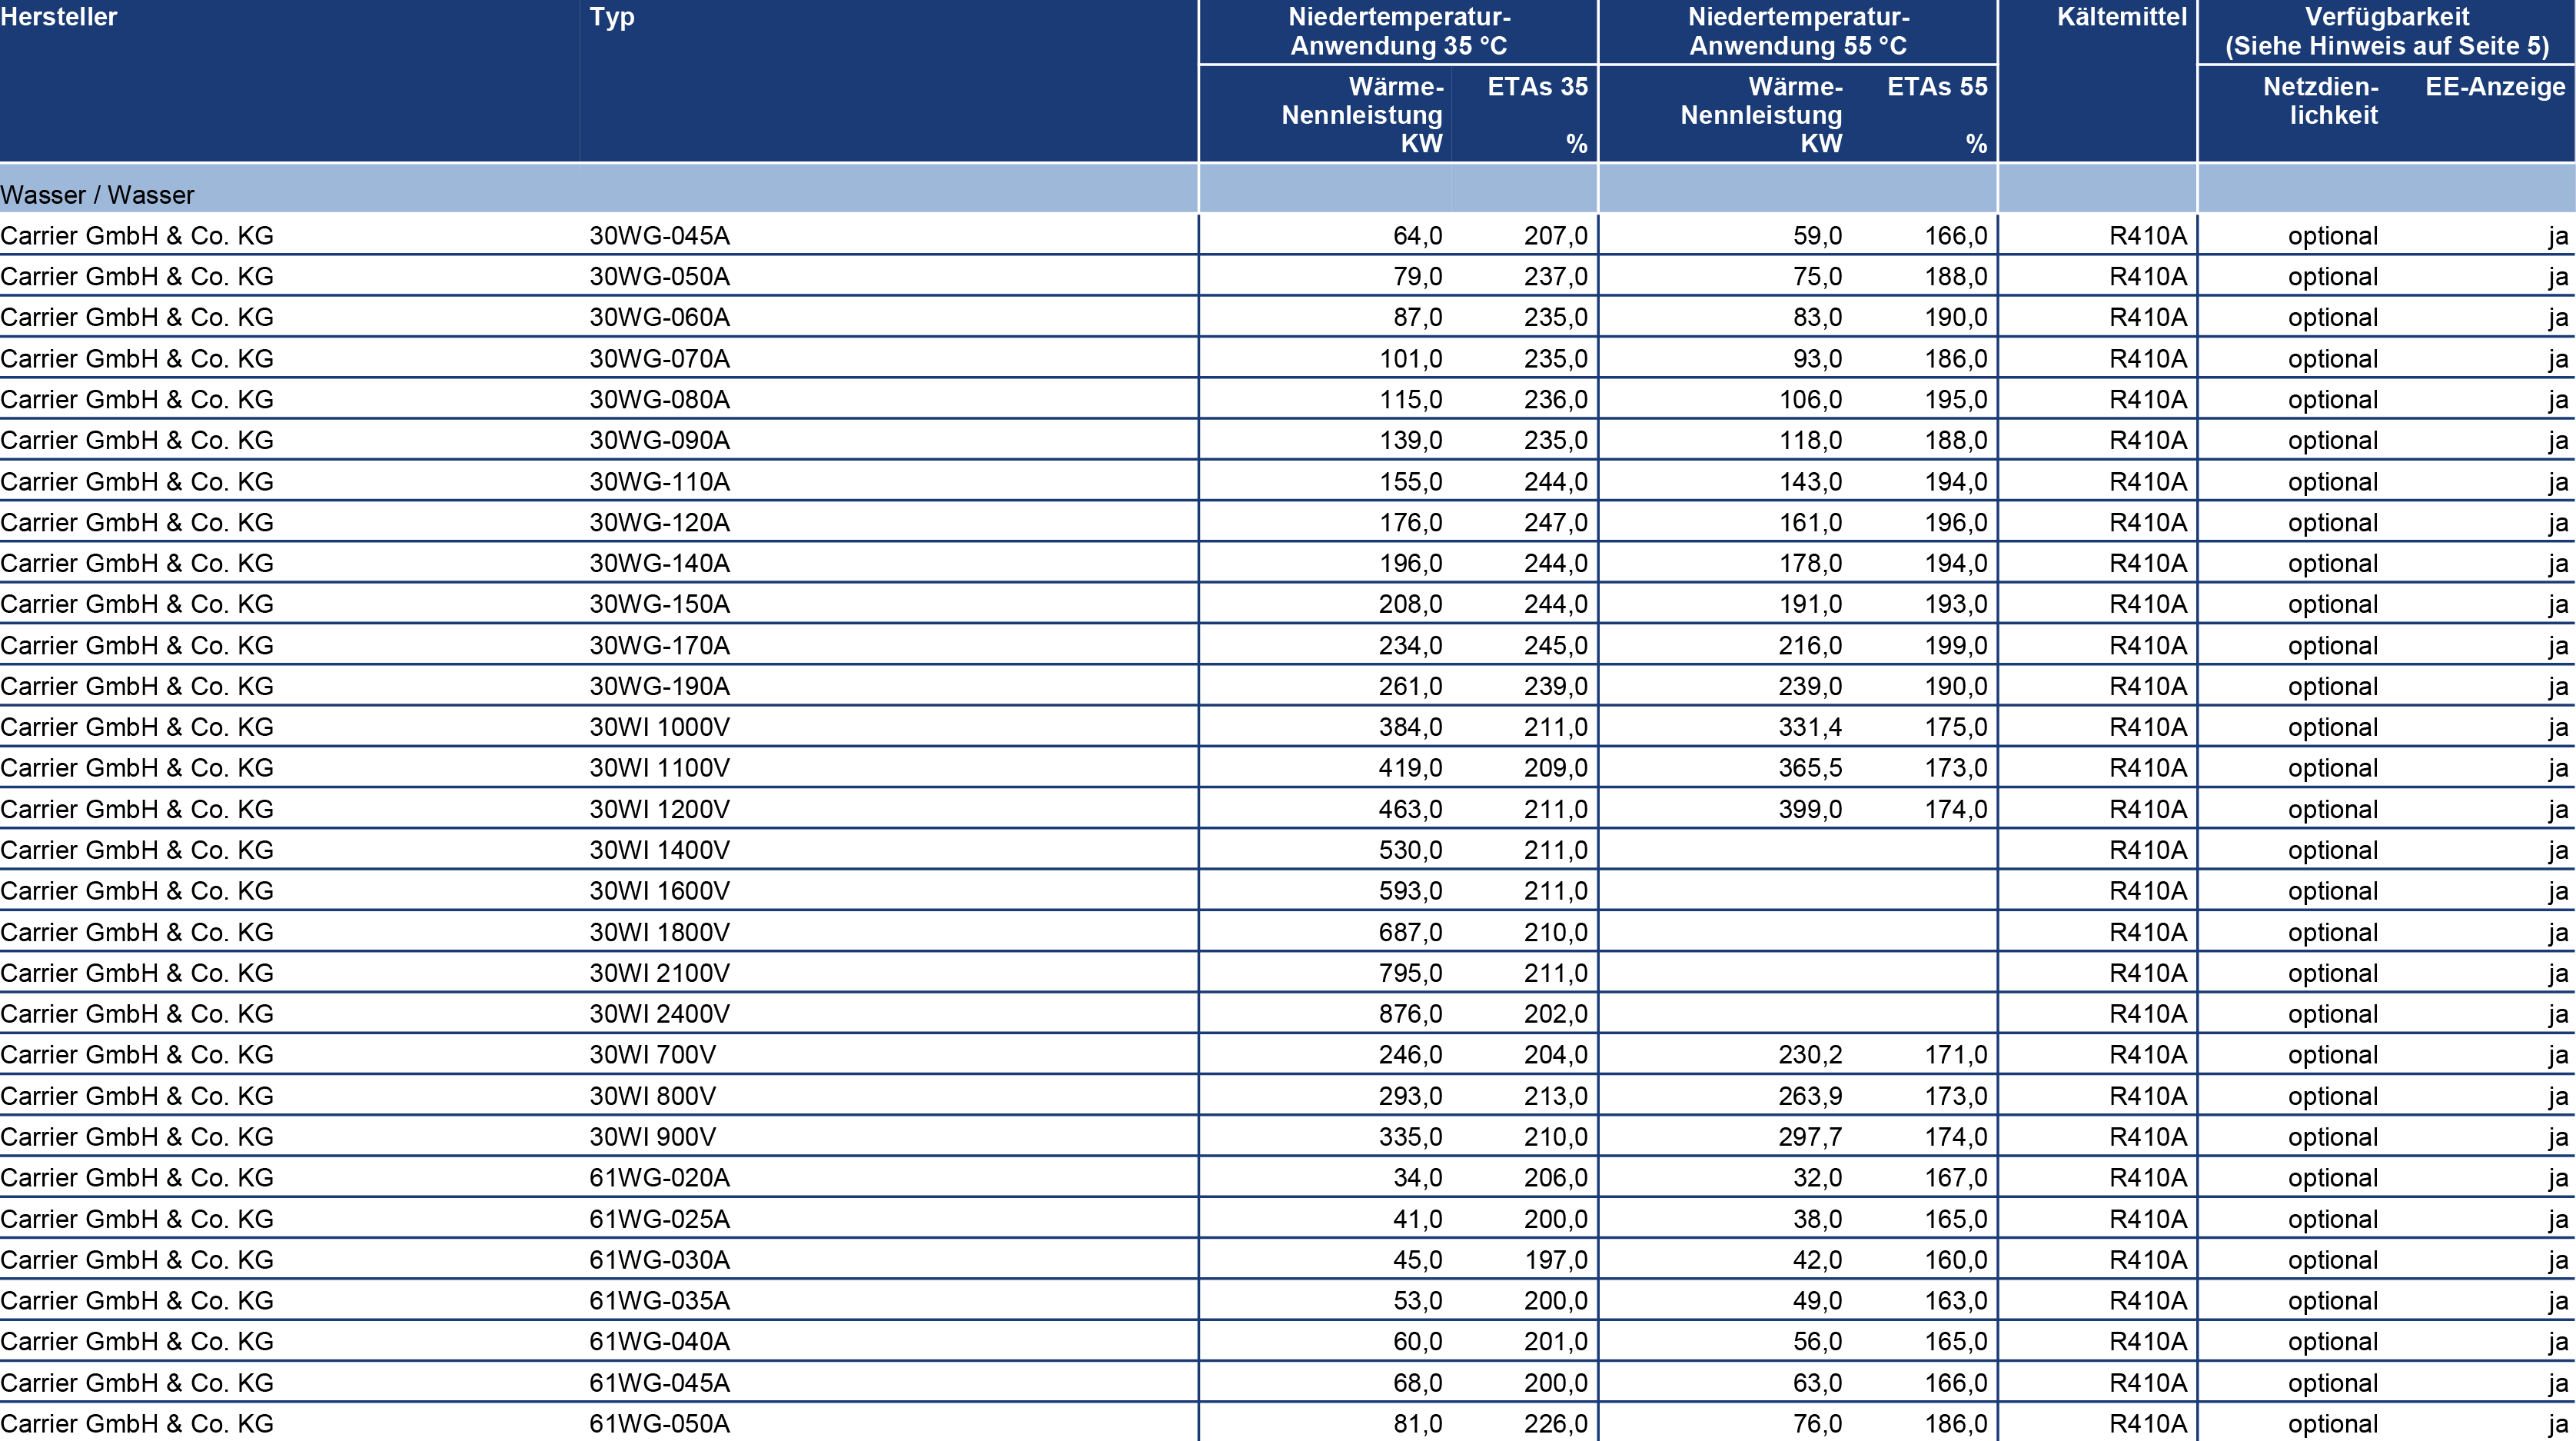 Hersteller Typ Niedertemperatur-Anwendung 35 °C Niedertemperatur-Anwendung 55 °C Kältemittel Verfügbarkeit (Siehe Hinweis auf Seite 5)
Wärme-Nennleistung KW ETAs 35 % Wärme-Nennleistung KW ETAs 55 % Netzdien-lichkeit EE-Anzeige
Wasser / Wasser
Carrier GmbH & Co. KG 30WG-045A 64,0 207,0 59,0 166,0 R410A optional ja
Carrier GmbH & Co. KG 30WG-050A 79,0 237,0 75,0 188,0 R410A optional ja
Carrier GmbH & Co. KG 30WG-060A 87,0 235,0 83,0 190,0 R410A optional ja
Carrier GmbH & Co. KG 30WG-070A 101,0 235,0 93,0 186,0 R410A optional ja
Carrier GmbH & Co. KG 30WG-080A 115,0 236,0 106,0 195,0 R410A optional ja
Carrier GmbH & Co. KG 30WG-090A 139,0 235,0 118,0 188,0 R410A optional ja
Carrier GmbH & Co. KG 30WG-110A 155,0 244,0 143,0 194,0 R410A optional ja
Carrier GmbH & Co. KG 30WG-120A 176,0 247,0 161,0 196,0 R410A optional ja
Carrier GmbH & Co. KG 30WG-140A 196,0 244,0 178,0 194,0 R410A optional ja
Carrier GmbH & Co. KG 30WG-150A 208,0 244,0 191,0 193,0 R410A optional ja
Carrier GmbH & Co. KG 30WG-170A 234,0 245,0 216,0 199,0 R410A optional ja
Carrier GmbH & Co. KG 30WG-190A 261,0 239,0 239,0 190,0 R410A optional ja
Carrier GmbH & Co. KG 30WI 1000V 384,0 211,0 331,4 175,0 R410A optional ja
Carrier GmbH & Co. KG 30WI 1100V 419,0 209,0 365,5 173,0 R410A optional ja
Carrier GmbH & Co. KG 30WI 1200V 463,0 211,0 399,0 174,0 R410A optional ja
Carrier GmbH & Co. KG 30WI 1400V 530,0 211,0 R410A optional ja
Carrier GmbH & Co. KG 30WI 1600V 593,0 211,0 R410A optional ja
Carrier GmbH & Co. KG 30WI 1800V 687,0 210,0 R410A optional ja
Carrier GmbH & Co. KG 30WI 2100V 795,0 211,0 R410A optional ja
Carrier GmbH & Co. KG 30WI 2400V 876,0 202,0 R410A optional ja
Carrier GmbH & Co. KG 30WI 700V 246,0 204,0 230,2 171,0 R410A optional ja
Carrier GmbH & Co. KG 30WI 800V 293,0 213,0 263,9 173,0 R410A optional ja
Carrier GmbH & Co. KG 30WI 900V 335,0 210,0 297,7 174,0 R410A optional ja
Carrier GmbH & Co. KG 61WG-020A 34,0 206,0 32,0 167,0 R410A optional ja
Carrier GmbH & Co. KG 61WG-025A 41,0 200,0 38,0 165,0 R410A optional ja
Carrier GmbH & Co. KG 61WG-030A 45,0 197,0 42,0 160,0 R410A optional ja
Carrier GmbH & Co. KG 61WG-035A 53,0 200,0 49,0 163,0 R410A optional ja
Carrier GmbH & Co. KG 61WG-040A 60,0 201,0 56,0 165,0 R410A optional ja
Carrier GmbH & Co. KG 61WG-045A 68,0 200,0 63,0 166,0 R410A optional ja
Carrier GmbH & Co. KG 61WG-050A 81,0 226,0 76,0 186,0 R410A optional ja